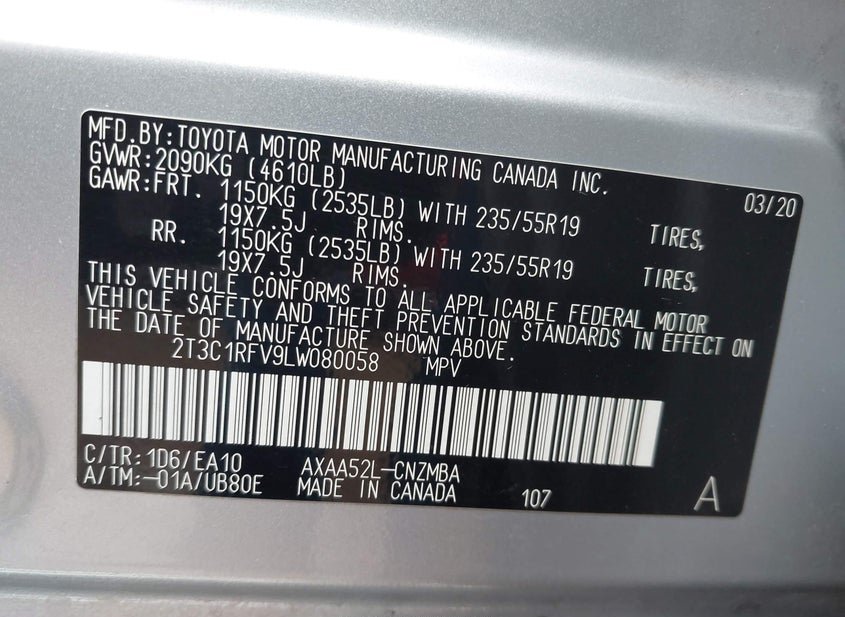 MFD.BY:TOYOTA MOTOR MANUFACTURING CANADA INC.
GVWR:2090KG (4610LB) 03/20
GAWR:FRT. 1150KG (2535LB) WITH 235/55R19 TIRES,
19X7.5J RIMS.
RR. 1150KG (2535LB) WITH 235/55R19 TIRES,
19X7.5J RIMS.
THIS VEHICLE CONFORMS TO ALL APPLICABLE FEDERAL MOTOR
VEHICLE SAFETY AND THEFT PREVENTION STANDARDS IN EFFECT ON
THE DATE OF MANUFACTURE SHOWN ABOVE.
2T3C1RFV9LW080058 MPV
C/TR:1D6/EA10 AXAA52L-CNZMBA
A/TM:-01A/UB80E MADE IN CANADA 107 A